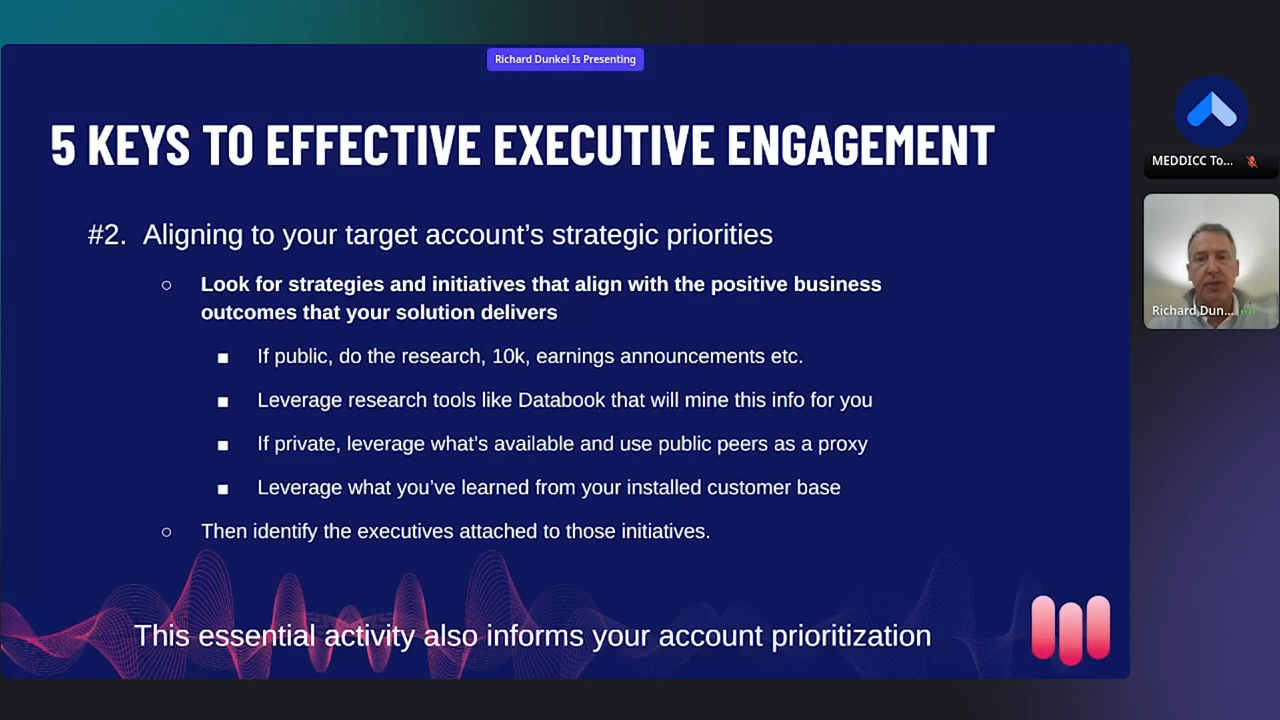 Richard Dunkel Is Presenting
5 KEYS TO EFFECTIVE EXECUTIVE ENGAGEMENT
#2. Aligning to your target account’s strategic priorities
○ Look for strategies and initiatives that align with the positive business
outcomes that your solution delivers
■ If public, do the research, 10k, earnings announcements etc.
■ Leverage research tools like Databook that will mine this info for you
■ If private, leverage what’s available and use public peers as a proxy
■ Leverage what you’ve learned from your installed customer base
○ Then identify the executives attached to those initiatives.
This essential activity also informs your account prioritization
MEDDICC To...
Richard Dun...